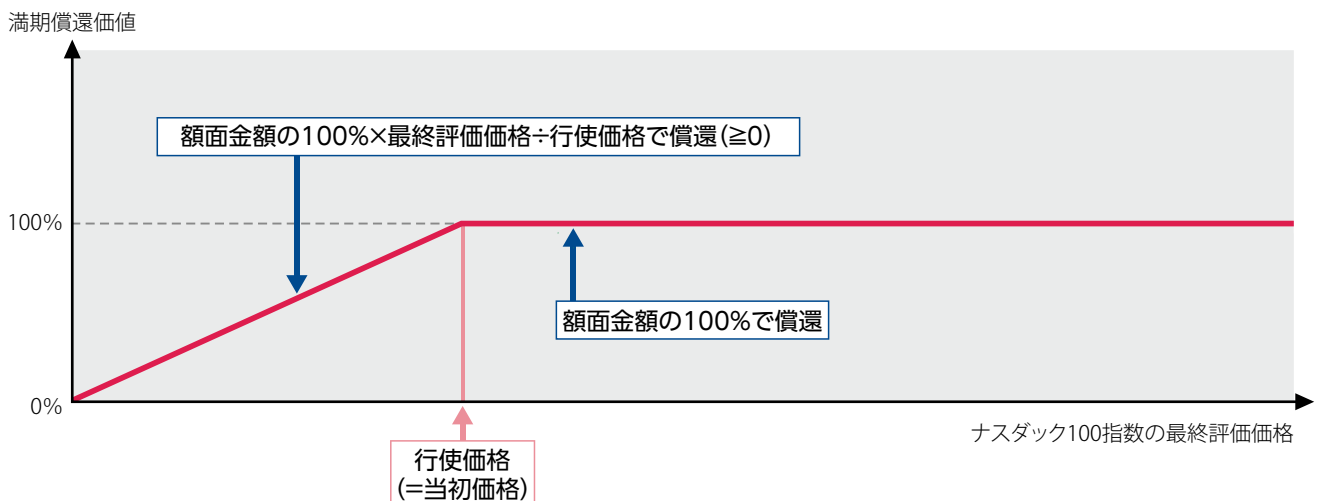 満期償還価値
額面金額の100%×最終評価価格÷行使価格で償還(≧0)
100%
額面金額の100%で償還
0%
ナスダック100指数の最終評価価格
行使価格
(=当初価格)